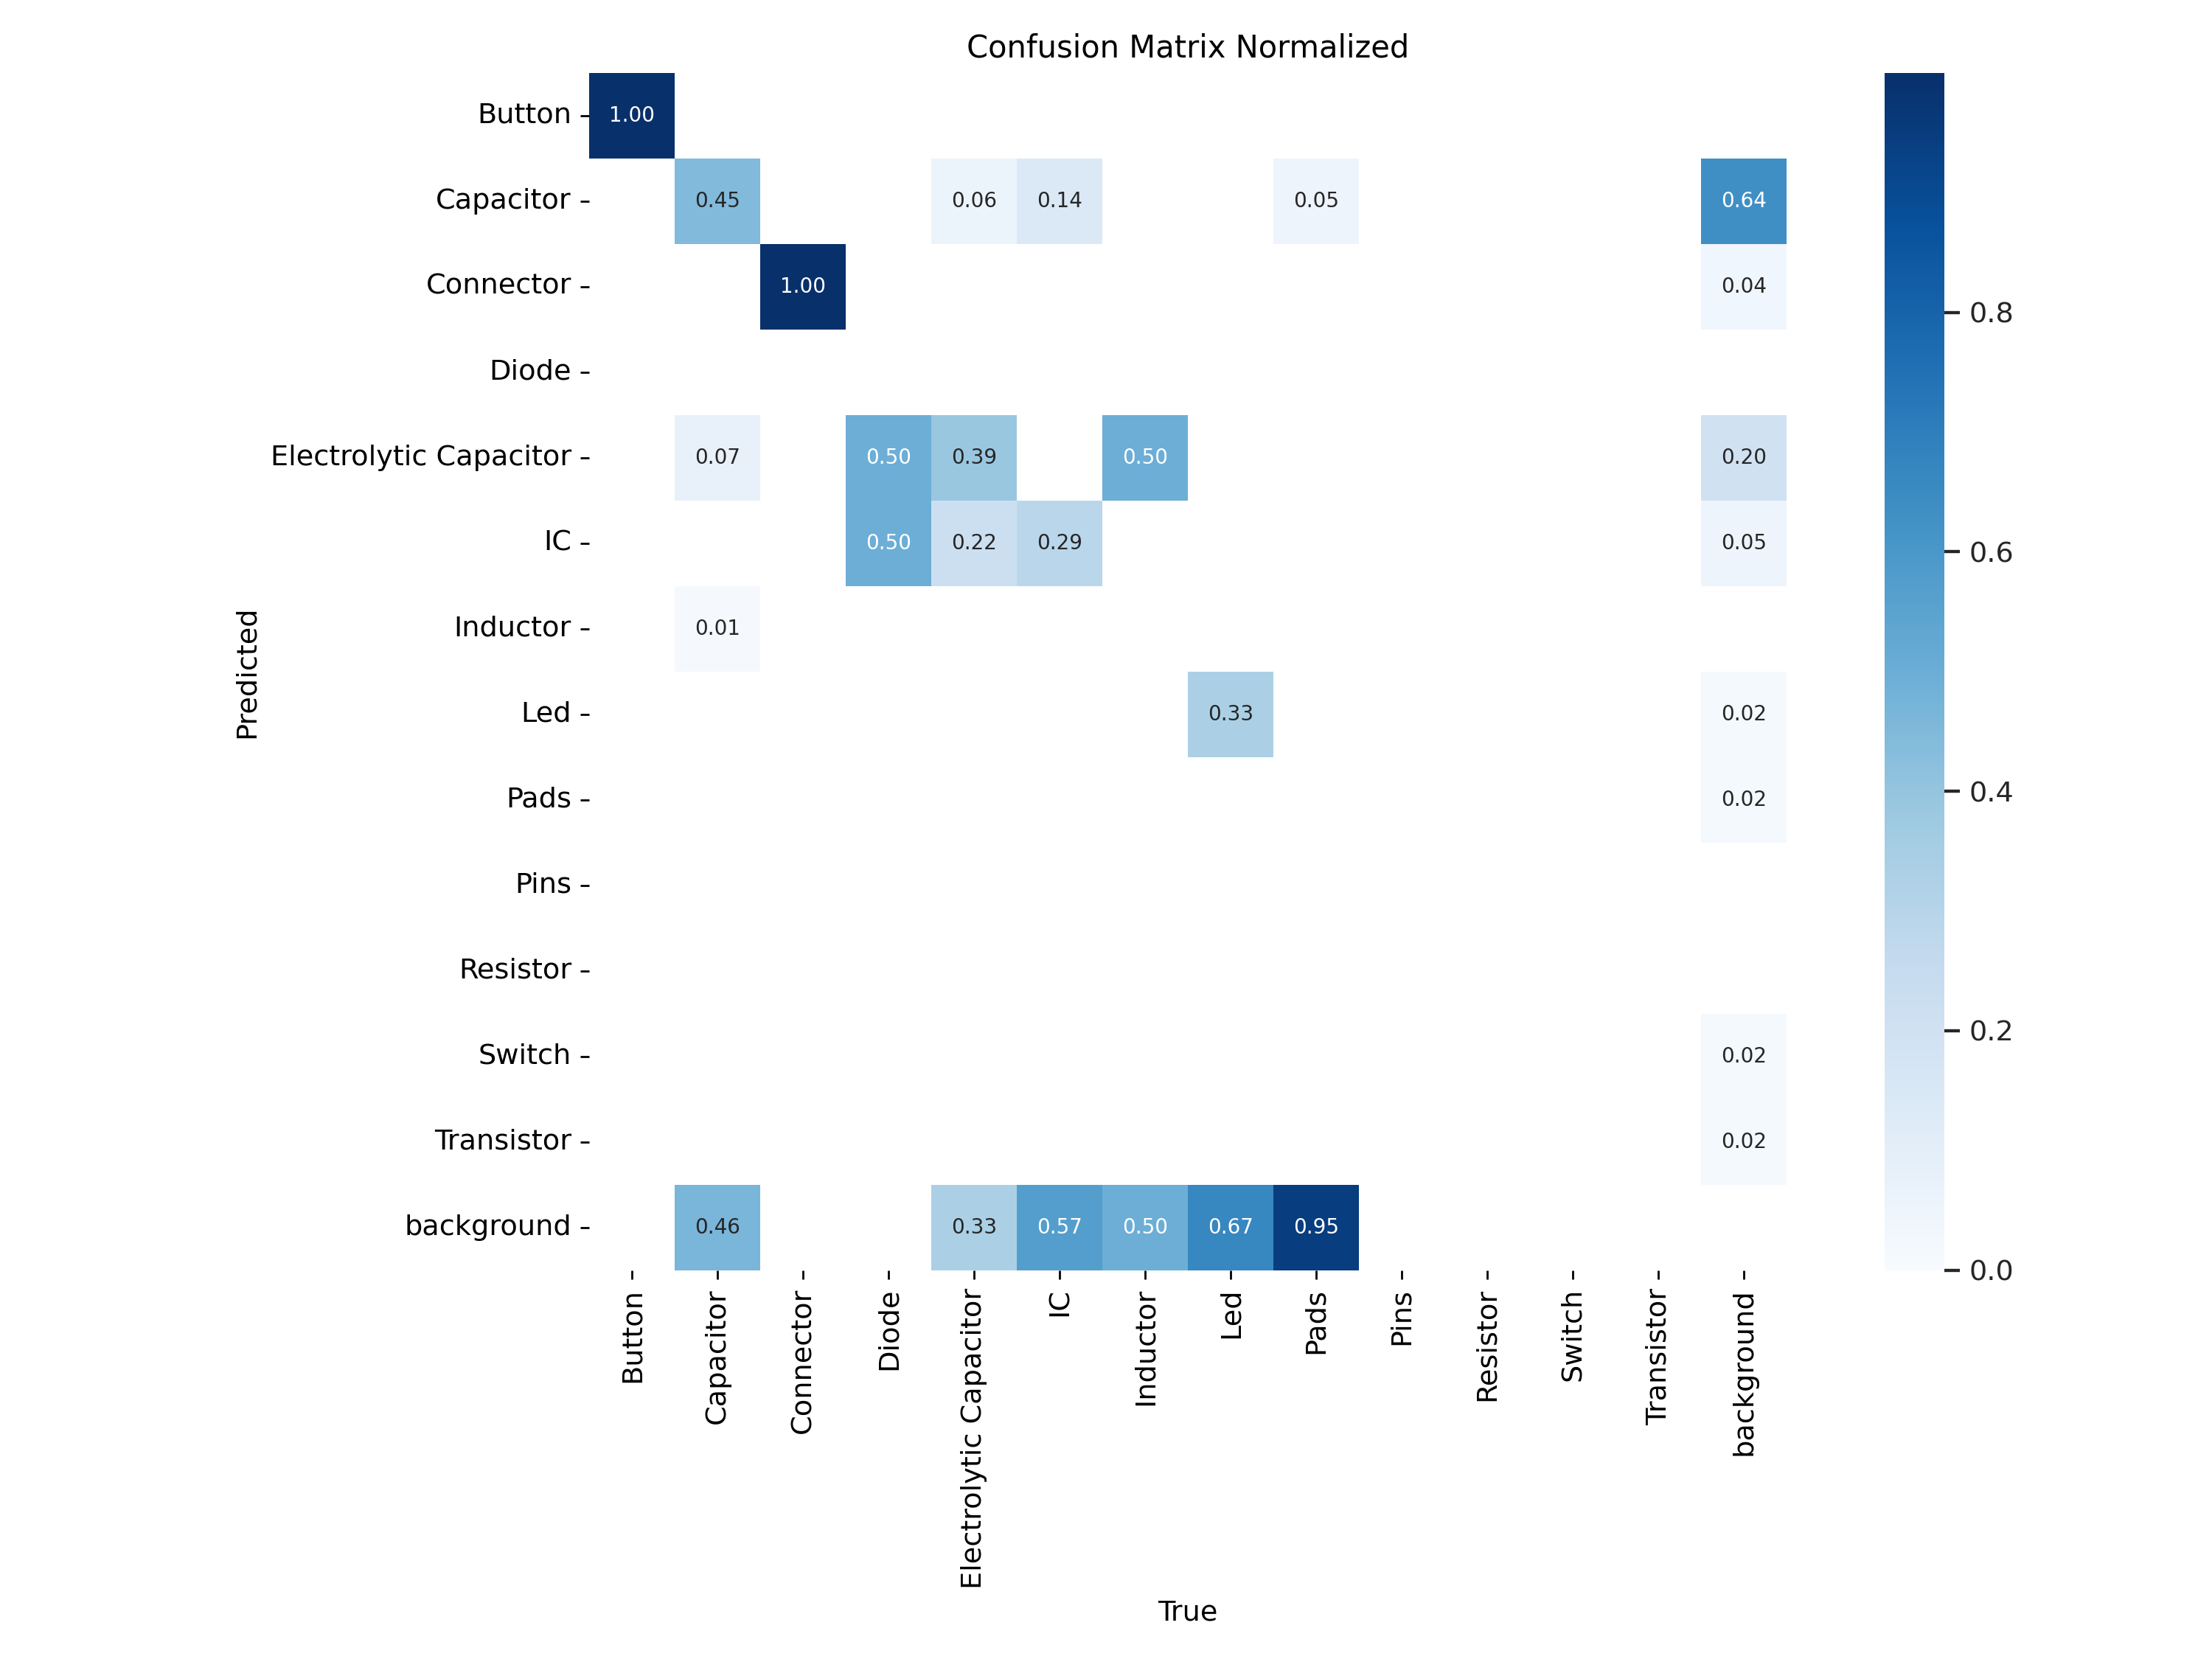 Confusion Matrix Normalized
Button
1.00
Capacitor
0.45
0.06
0.14
0.05
0.64
Connector
1.00
0.04
Diode
Electrolytic Capacitor
0.07
0.50
0.39
0.50
0.20
IC
0.50
0.22
0.29
0.05
Inductor
0.01
Led
0.33
0.02
Pads
0.02
Pins
Resistor
Switch
0.02
Transistor
0.02
background
0.46
0.33
0.57
0.50
0.67
0.95
Predicted
Button
Capacitor
Connector
Diode
Electrolytic Capacitor
IC
Inductor
Led
Pads
Pins
Resistor
Switch
Transistor
background
True
0.8
0.6
0.4
0.2
0.0